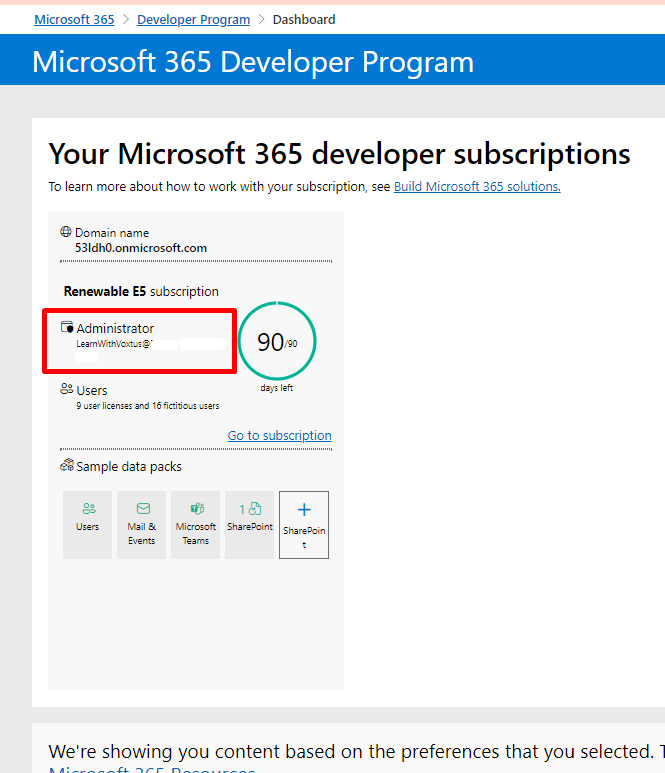 Microsoft 365 > Developer Program > Dashboard
Microsoft 365 Developer Program
Your Microsoft 365 developer subscriptions
To learn more about how to work with your subscription, see Build Microsoft 365 solutions.
Domain name
53ldh0.onmicrosoft.com
Renewable E5 subscription
Administrator
LearnWithVoxtus@
90/90
days left
Users
9 user licenses and 16 fictitious users
Go to subscription
Sample data packs
Users
Mail &
Events
Microsoft
Teams
1
SharePoint
+
SharePoin
t
We're showing you content based on the preferences that you selected.
Microsoft 365 Resources